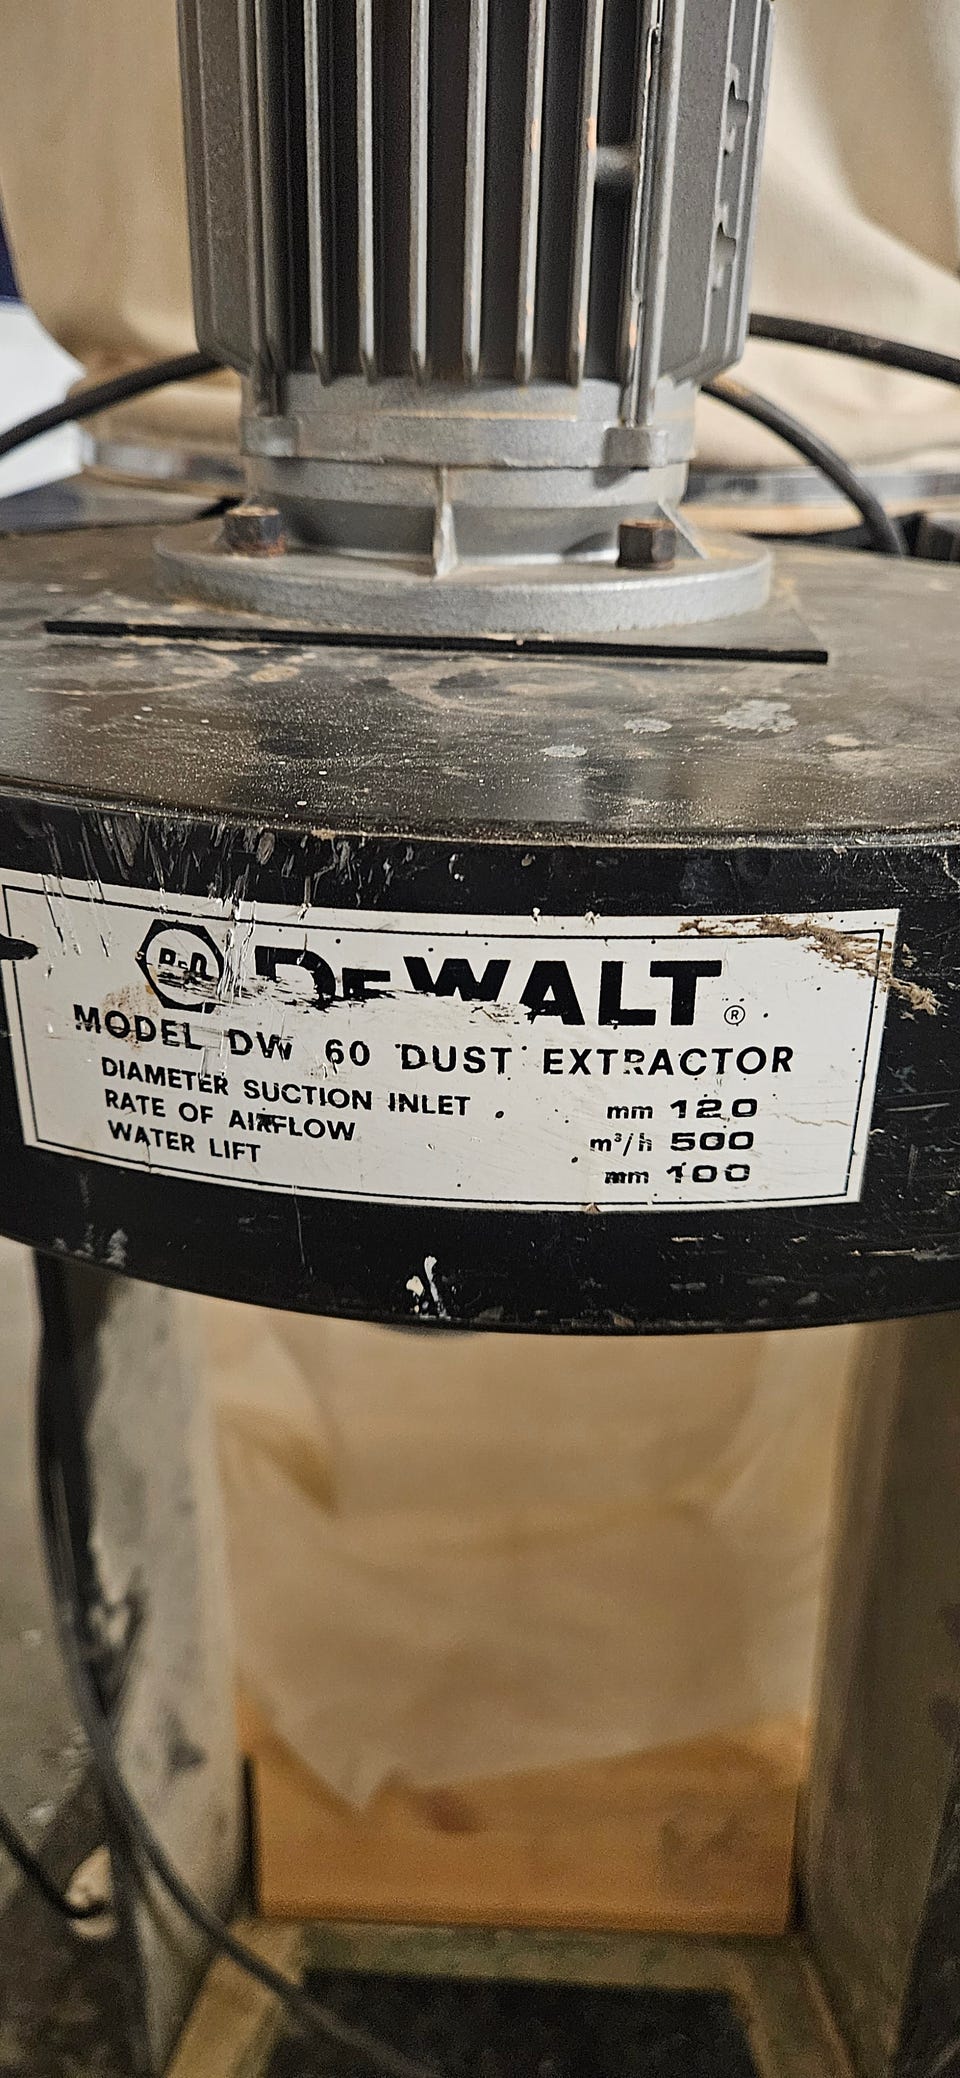 DEWALT ®
MODEL DW 60 DUST EXTRACTOR
DIAMETER SUCTION INLET mm 120
RATE OF AIRFLOW m³/h 500
WATER LIFT mm 100